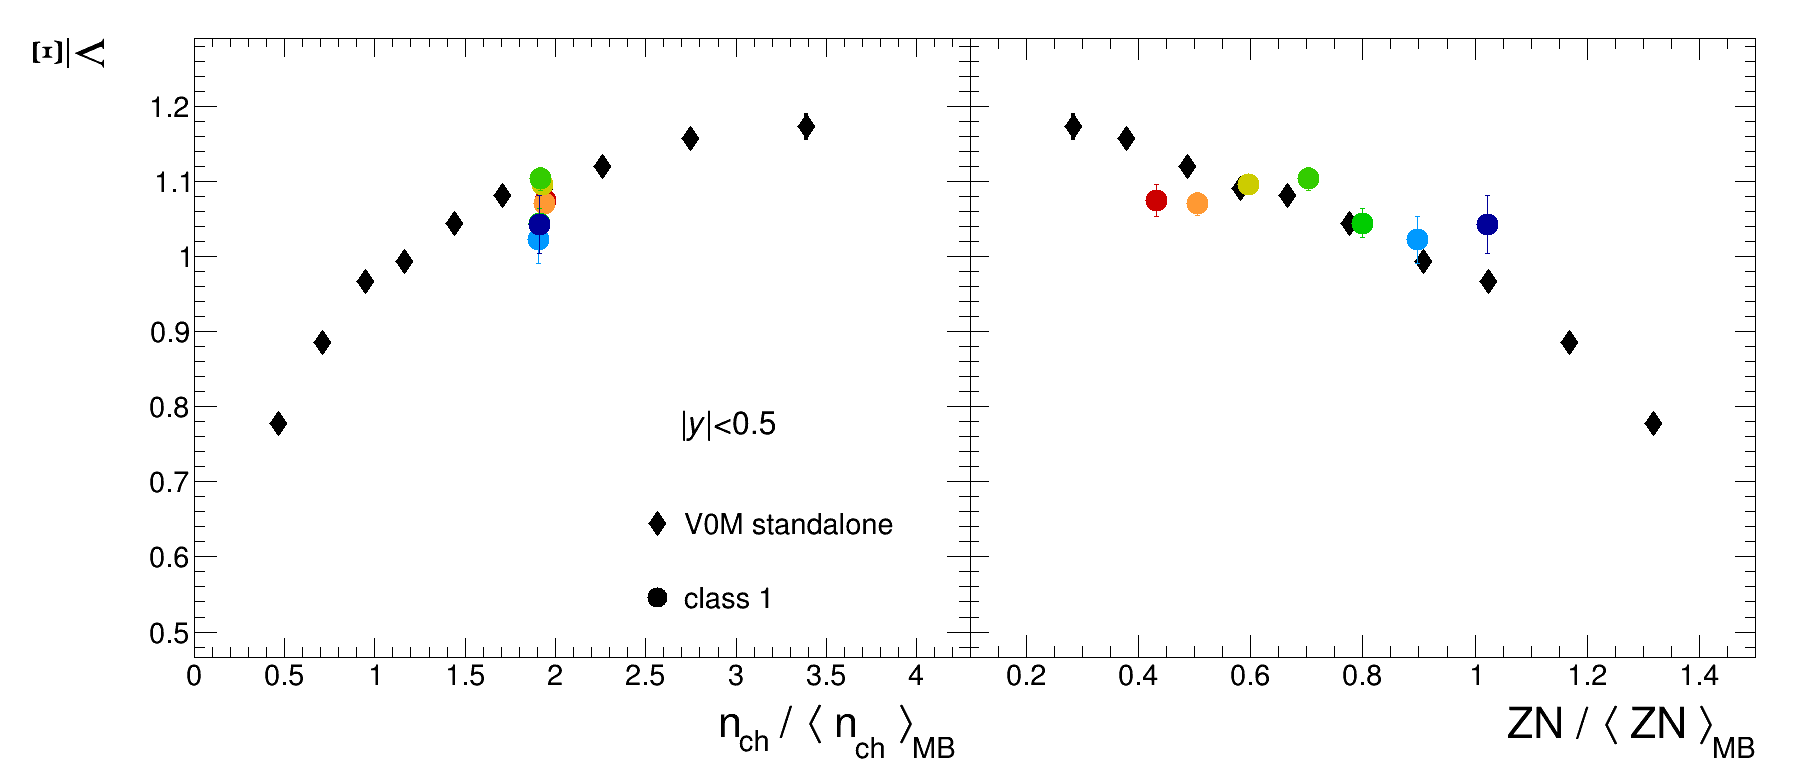 Ξ|Λ
1.2
1.1
1
0.9
0.8
0.7
0.6
0.5
|y|<0.5
V0M standalone
class 1
0 0.5 1 1.5 2 2.5 3 3.5 4
0.2 0.4 0.6 0.8 1 1.2 1.4
n_ch / ⟨ n_ch ⟩_MB
ZN / ⟨ ZN ⟩_MB